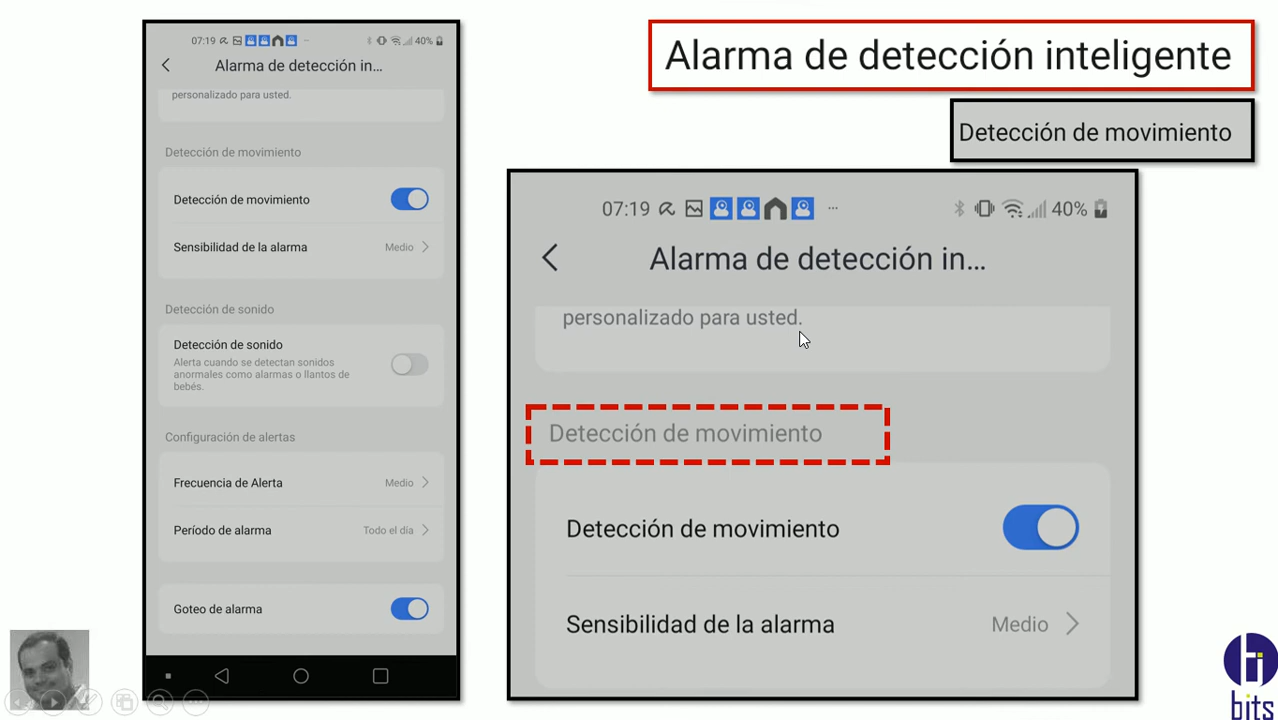 Alarma de detección inteligente
Detección de movimiento
07:19
40%
Alarma de detección in...
personalizado para usted.
Detección de movimiento
Detección de movimiento
Sensibilidad de la alarma
Medio
Detección de sonido
Detección de sonido
Alerta cuando se detectan sonidos
anormales como alarmas o llantos de
bebés.
Configuración de alertas
Frecuencia de Alerta
Medio
Período de alarma
Todo el día
Goteo de alarma
07:19
40%
Alarma de detección in...
personalizado para usted.
Detección de movimiento
Detección de movimiento
Sensibilidad de la alarma
Medio
bits